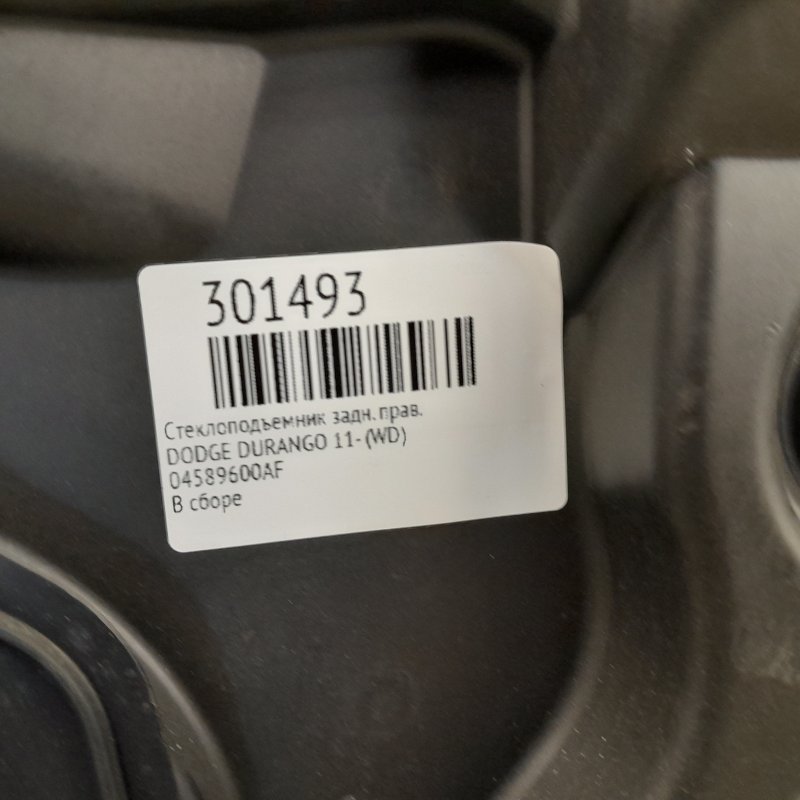 301493
Стеклоподъемник задн. прав.
DODGE DURANGO 11- (WD)
04589600AF
В сборе